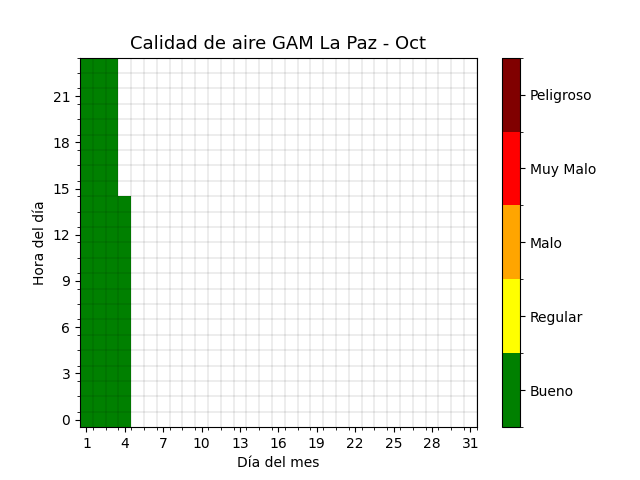 Calidad de aire GAM La Paz - Oct
Hora del día
21
18
15
12
9
6
3
0
1 4 7 10 13 16 19 22 25 28 31
Día del mes
Peligroso
Muy Malo
Malo
Regular
Bueno